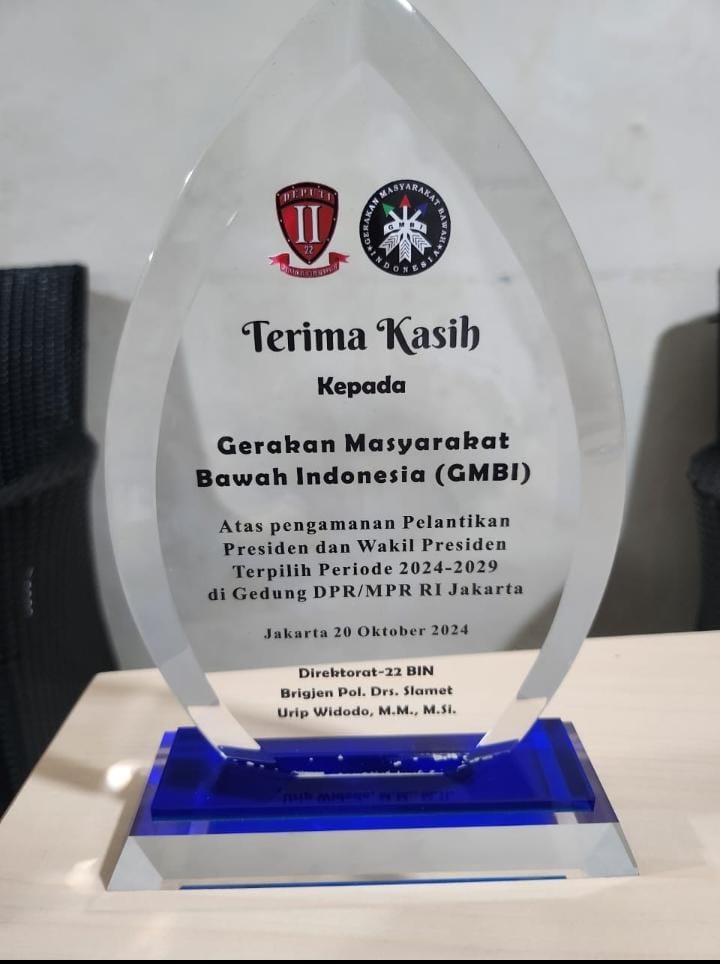 DEPUTI
II
22
GERAKAN MASYARAKAT BAWAH
INDONESIA
GMBI
Terima Kasih
Kepada
Gerakan Masyarakat
Bawah Indonesia (GMBI)
Atas pengamanan Pelantikan
Presiden dan Wakil Presiden
Terpilih Periode 2024-2029
di Gedung DPR/MPR RI Jakarta
Jakarta 20 Oktober 2024
Direktorat-22 BIN
Brigjen Pol. Drs. Slamet
Urip Widodo, M.M., M.Si.